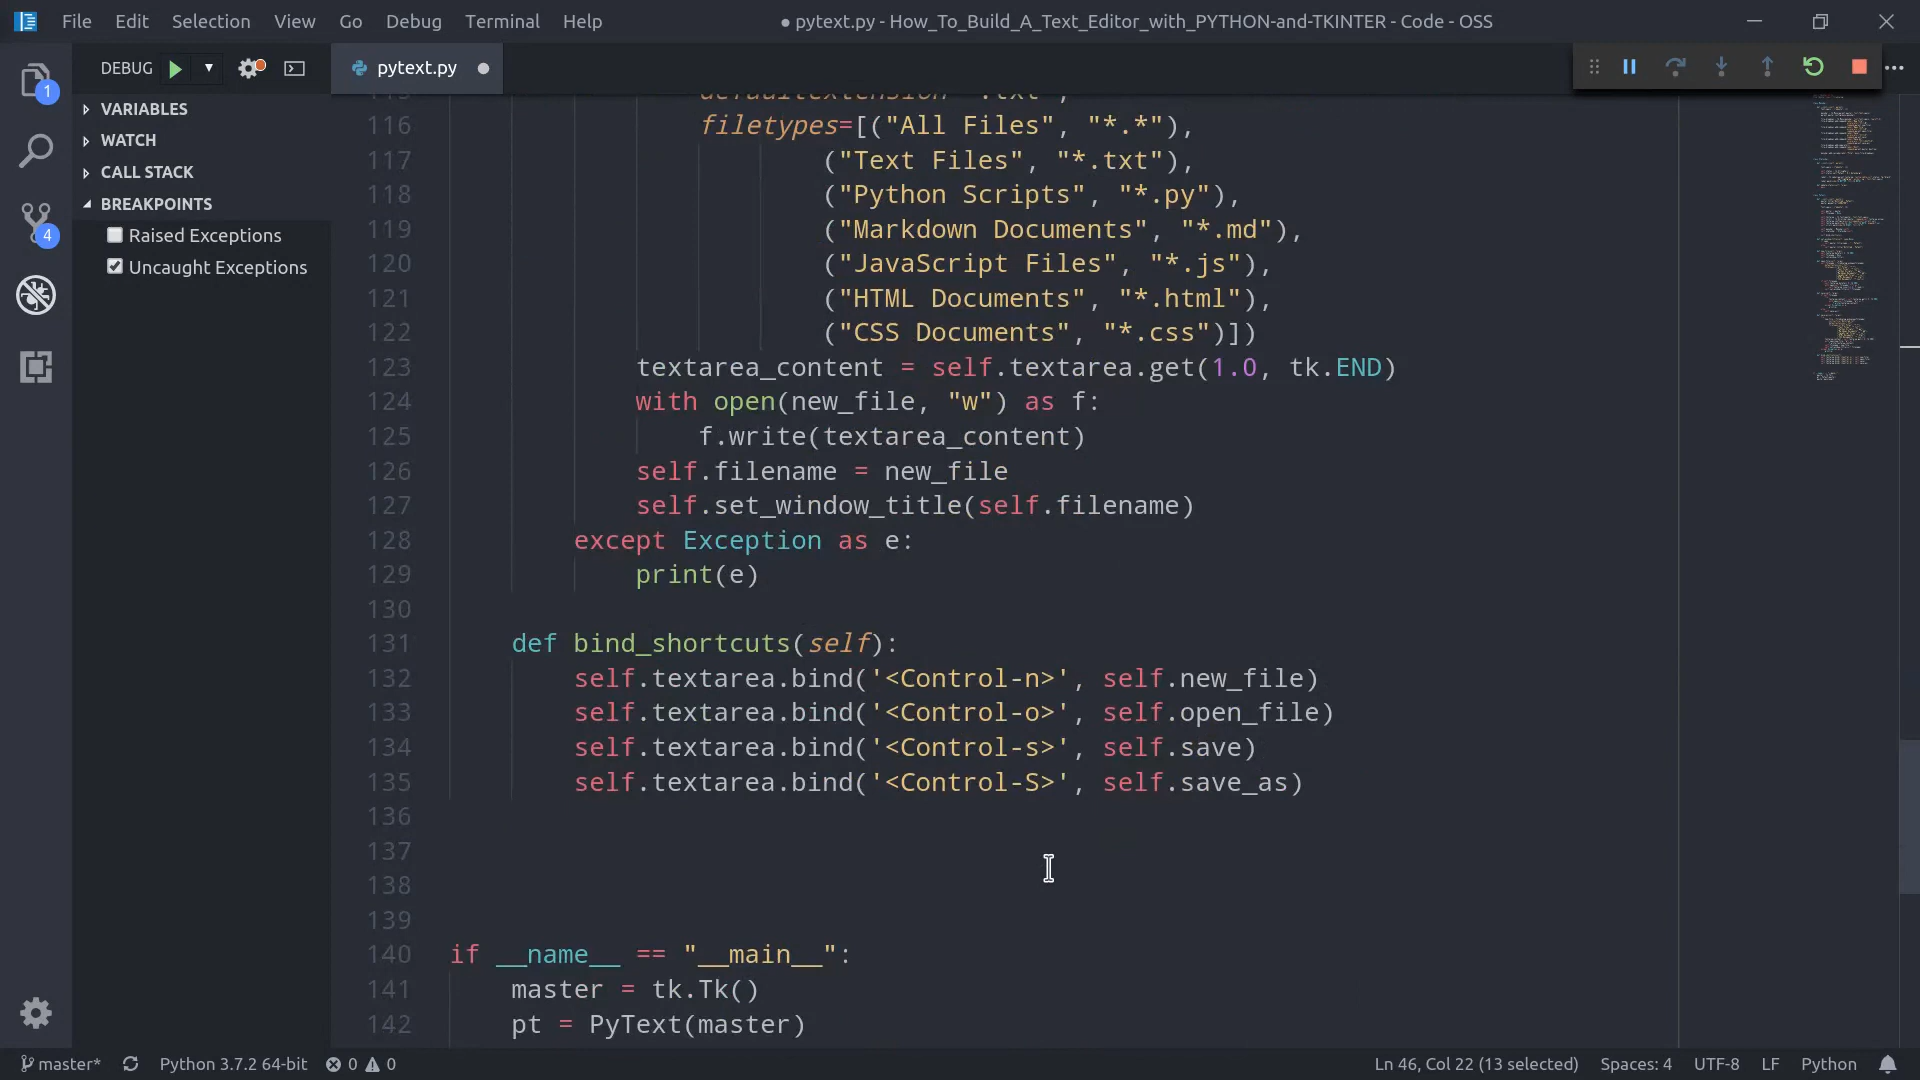 File Edit Selection View Go Debug Terminal Help ● pytext.py - How_To_Build_A_Text_Editor_with_PYTHON-and-TKINTER - Code - OSS
DEBUG pytext.py ●
VARIABLES
WATCH
CALL STACK
BREAKPOINTS
Raised Exceptions
Uncaught Exceptions
1
4
116 filetypes=[("All Files", "*.*"),
117 ("Text Files", "*.txt"),
118 ("Python Scripts", "*.py"),
119 ("Markdown Documents", "*.md"),
120 ("JavaScript Files", "*.js"),
121 ("HTML Documents", "*.html"),
122 ("CSS Documents", "*.css")])
123 textarea_content = self.textarea.get(1.0, tk.END)
124 with open(new_file, "w") as f:
125 f.write(textarea_content)
126 self.filename = new_file
127 self.set_window_title(self.filename)
128 except Exception as e:
129 print(e)
130
131 def bind_shortcuts(self):
132 self.textarea.bind('<Control-n>', self.new_file)
133 self.textarea.bind('<Control-o>', self.open_file)
134 self.textarea.bind('<Control-s>', self.save)
135 self.textarea.bind('<Control-S>', self.save_as)
136
137
138
139
140 if __name__ == "__main__":
141 master = tk.Tk()
142 pt = PyText(master)
master* Python 3.7.2 64-bit 0 0 Ln 46, Col 22 (13 selected) Spaces: 4 UTF-8 LF Python